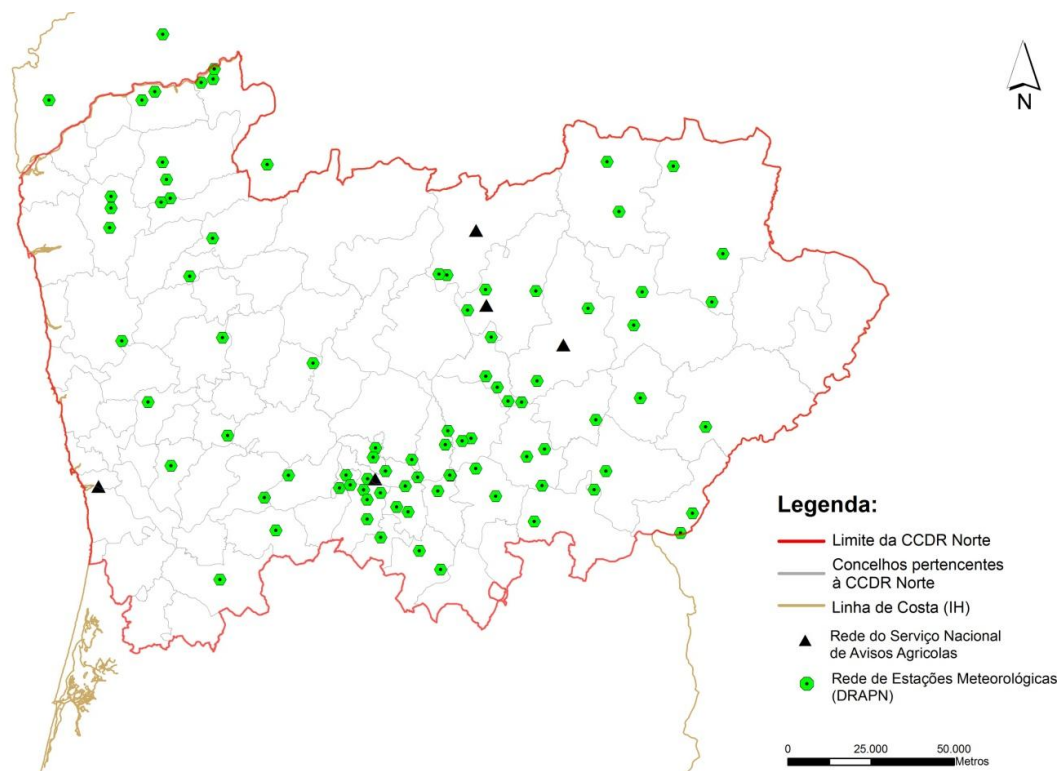 N
Legenda:
Limite da CCDR Norte
Concelhos pertencentes
à CCDR Norte
Linha de Costa (IH)
Rede do Serviço Nacional
de Avisos Agricolas
Rede de Estações Meteorológicas
(DRAPN)
0 25.000 50.000
Metros